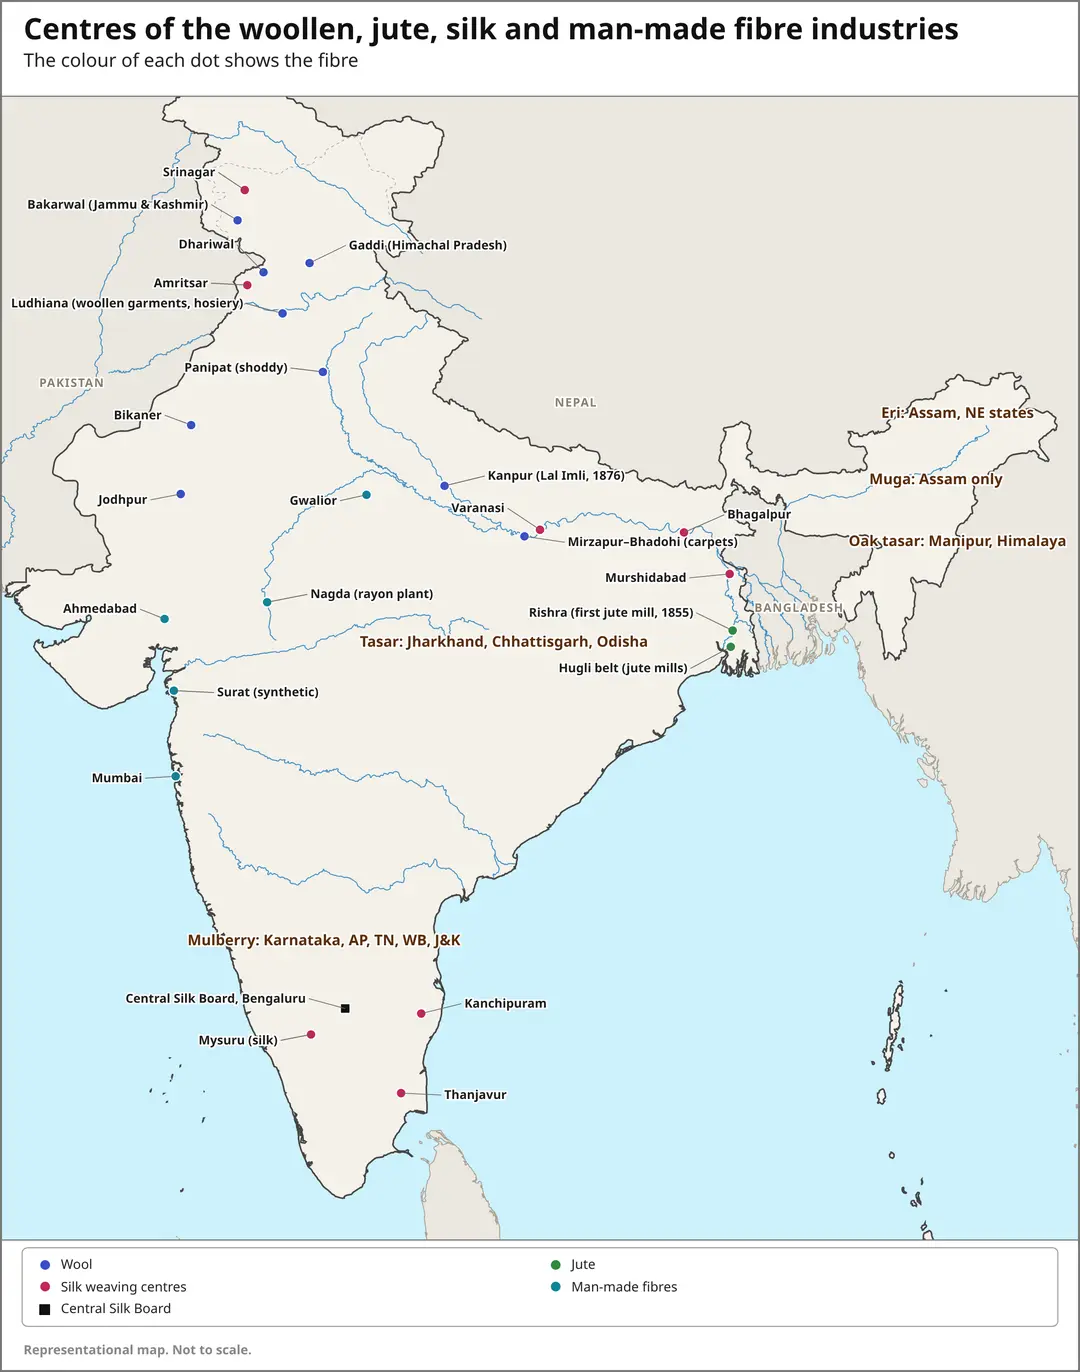 Centres of the woollen, jute, silk and man-made fibre industries
The colour of each dot shows the fibre
Srinagar
Bakarwal (Jammu & Kashmir)
Dhariwal
Gaddi (Himachal Pradesh)
Amritsar
Ludhiana (woollen garments, hosiery)
Panipat (shoddy)
PAKISTAN
NEPAL
Bikaner
Eri: Assam, NE states
Kanpur (Lal Imli, 1876)
Muga: Assam only
Jodhpur
Gwalior
Varanasi
Bhagalpur
Mirzapur–Bhadohi (carpets)
Oak tasar: Manipur, Himalaya
Murshidabad
Nagda (rayon plant)
Ahmedabad
Rishra (first jute mill, 1855)
BANGLADESH
Tasar: Jharkhand, Chhattisgarh, Odisha
Hugli belt (jute mills)
Surat (synthetic)
Mumbai
Mulberry: Karnataka, AP, TN, WB, J&K
Central Silk Board, Bengaluru
Kanchipuram
Mysuru (silk)
Thanjavur
Wool
Jute
Silk weaving centres
Man-made fibres
Central Silk Board
Representational map. Not to scale.